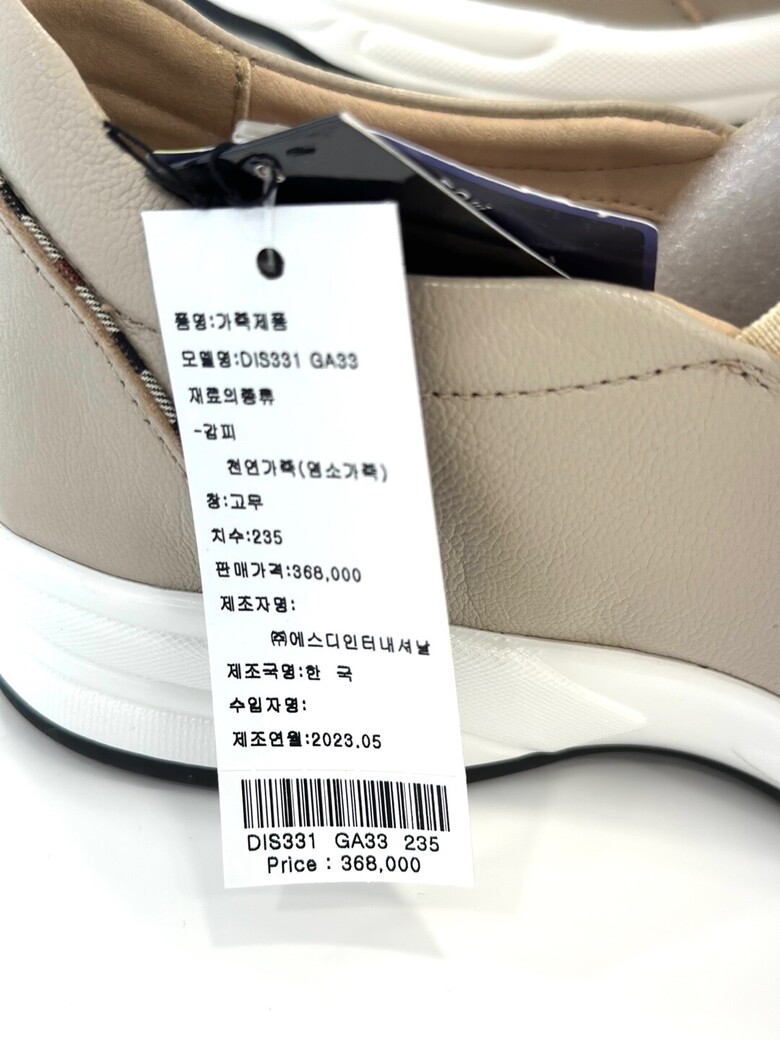 품명:가죽제품
모델명:DIS331 GA33
재료의종류
-갑피
천연가죽(염소가죽)
창:고무
치수:235
판매가격:368,000
제조자명:
㈜에스디인터내셔날
제조국명:한 국
수입자명:
제조연월:2023.05
DIS331 GA33 235
Price : 368,000